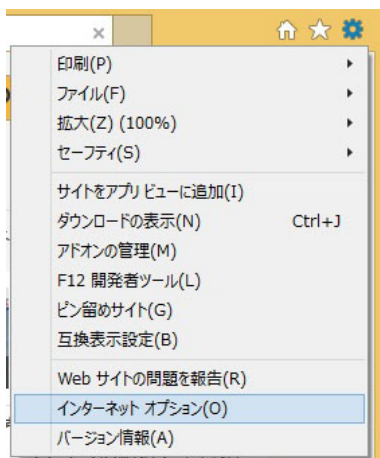 印刷(P)
ファイル(F)
拡大(Z) (100%)
セーフティ(S)
サイトをアプリ ビューに追加(I)
ダウンロードの表示(N) Ctrl+J
アドオンの管理(M)
F12 開発者ツール(L)
ピン留めサイト(G)
互換表示設定(B)
Web サイトの問題を報告(R)
インターネット オプション(O)
バージョン情報(A)